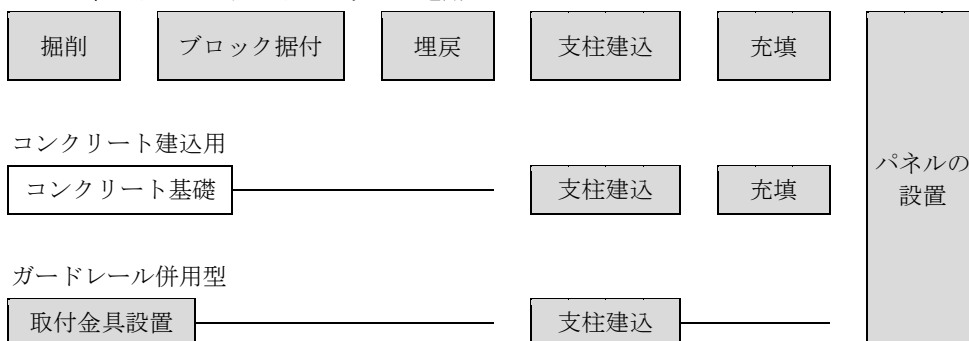 掘削
ブロック据付
埋戻
支柱建込
充填
コンクリート建込用
コンクリート基礎
支柱建込
充填
パネルの
設置
ガードレール併用型
取付金具設置
支柱建込